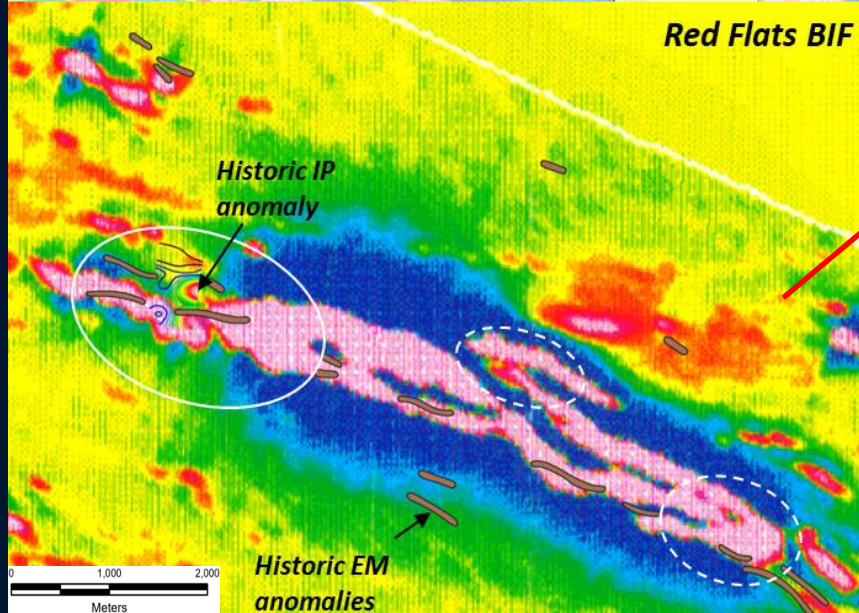 Red Flats BIF
Historic IP
anomaly
Historic EM
anomalies
0 1,000 2,000
Meters